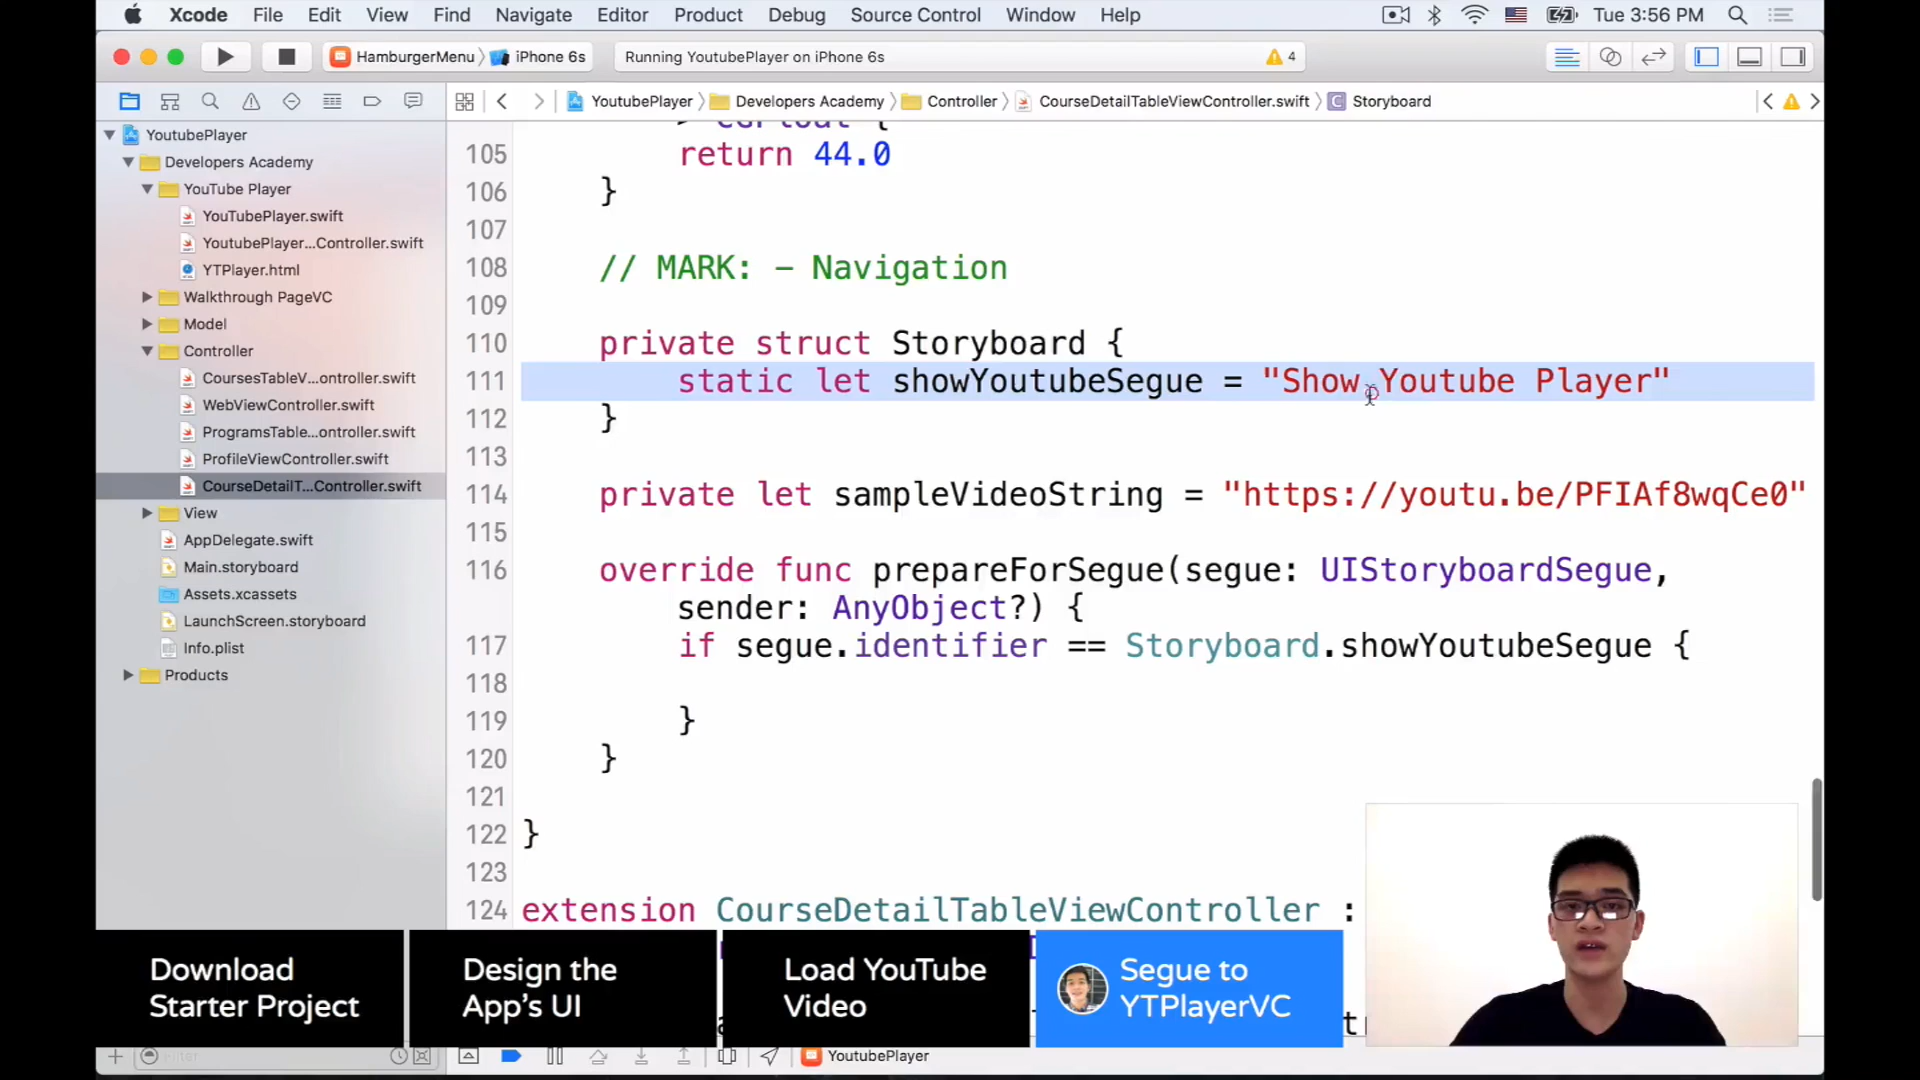 Xcode File Edit View Find Navigate Editor Product Debug Source Control Window Help Tue 3:56 PM
HamburgerMenu iPhone 6s Running YoutubePlayer on iPhone 6s 4
YoutubePlayer Developers Academy Controller CourseDetailTableViewController.swift C Storyboard
YoutubePlayer
Developers Academy
YouTube Player
YouTubePlayer.swift
YoutubePlayer...Controller.swift
YTPlayer.html
Walkthrough PageVC
Model
Controller
CoursesTableV...ontroller.swift
WebViewController.swift
ProgramsTable...ontroller.swift
ProfileViewController.swift
CourseDetailT...Controller.swift
View
AppDelegate.swift
Main.storyboard
Assets.xcassets
LaunchScreen.storyboard
Info.plist
Products
> CGFloat {
105 return 44.0
106 }
107
108 // MARK: - Navigation
109
110 private struct Storyboard {
111 static let showYoutubeSegue = "Show Youtube Player"
112 }
113
114 private let sampleVideoString = "https://youtu.be/PFIAf8wqCe0"
115
116 override func prepareForSegue(segue: UIStoryboardSegue,
sender: AnyObject?) {
117 if segue.identifier == Storyboard.showYoutubeSegue {
118
119 }
120 }
121
122 }
123
124 extension CourseDetailTableViewController :
Download
Starter Project
Design the
App's UI
Load YouTube
Video
Segue to
YTPlayerVC
Filter
YoutubePlayer